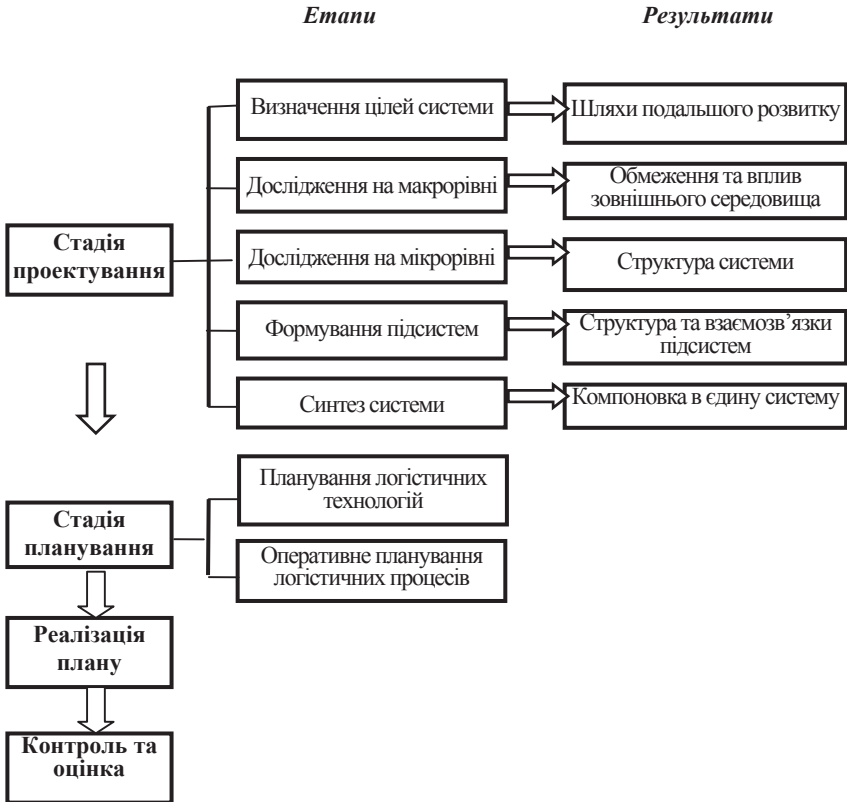 Етапи
Результати
Визначення цілей системи
Шляхи подальшого розвитку
Дослідження на макрорівні
Обмеження та вплив
зовнішнього середовища
Стадія
проектування
Дослідження на мікрорівні
Структура системи
Формування підсистем
Структура та взаємозв’язки
підсистем
Синтез системи
Компоновка в єдину систему
Стадія
планування
Планування логістичних
технологій
Оперативне планування
логістичних процесів
Реалізація
плану
Контроль та
оцінка